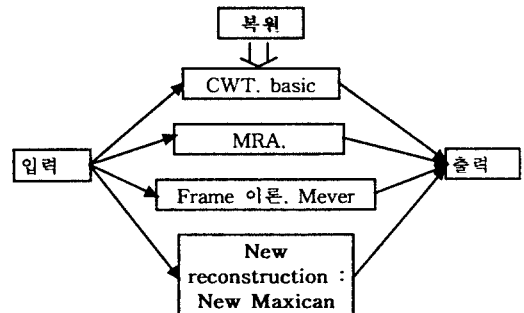 복원
CWT. basic
MRA.
입력
출력
Frame 이론. Mever
New
reconstruction :
New Maxican